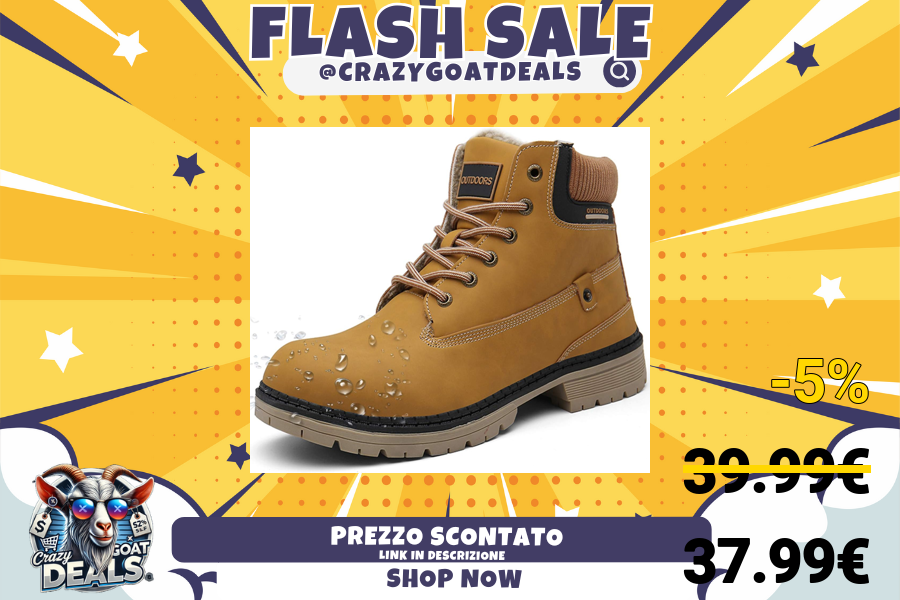 FLASH SALE
@CRAZYGOATDEALS
OUTDOORS
OUTDOORS
-5%
39.99€
$
52%
Crazy
GOAT
DEALS
PREZZO SCONTATO
LINK IN DESCRIZIONE
SHOP NOW
37.99€